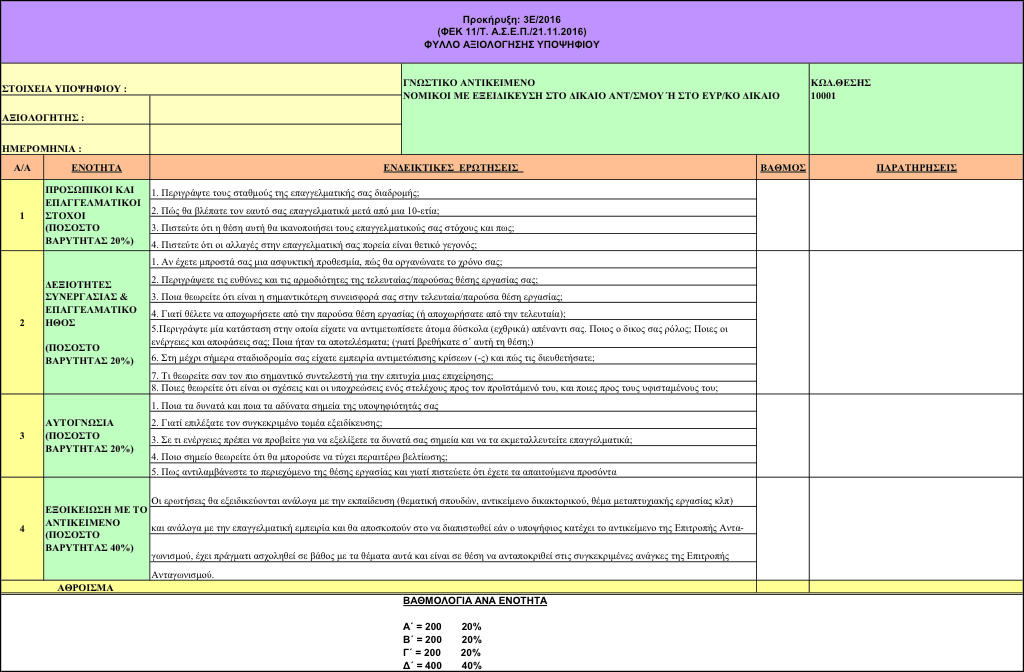 Προκήρυξη: 3Ε/2016
(ΦΕΚ 11/Τ. Α.Σ.Ε.Π./21.11.2016)
ΦΥΛΛΟ ΑΞΙΟΛΟΓΗΣΗΣ ΥΠΟΨΗΦΙΟΥ
ΣΤΟΙΧΕΙΑ ΥΠΟΨΗΦΙΟΥ :
ΑΞΙΟΛΟΓΗΤΗΣ :
ΗΜΕΡΟΜΗΝΙΑ :
ΓΝΩΣΤΙΚΟ ΑΝΤΙΚΕΙΜΕΝΟ
ΝΟΜΙΚΟΙ ΜΕ ΕΞΕΙΔΙΚΕΥΣΗ ΣΤΟ ΔΙΚΑΙΟ ΑΝΤ/ΣΜΟΥ Ή ΣΤΟ ΕΥΡ/ΚΟ ΔΙΚΑΙΟ
ΚΩΔ.ΘΕΣΗΣ
10001
Α/Α ΕΝΟΤΗΤΑ ΕΝΔΕΙΚΤΙΚΕΣ ΕΡΩΤΗΣΕΙΣ ΒΑΘΜΟΣ ΠΑΡΑΤΗΡΗΣΕΙΣ
1
ΠΡΟΣΩΠΙΚΟΙ ΚΑΙ
ΕΠΑΓΓΕΛΜΑΤΙΚΟΙ
ΣΤΟΧΟΙ
(ΠΟΣΟΣΤΟ
ΒΑΡΥΤΗΤΑΣ 20%)
1. Περιγράψτε τους σταθμούς της επαγγελματικής σας διαδρομής;
2. Πώς θα βλέπατε τον εαυτό σας επαγγελματικά μετά από μια 10-ετία;
3. Πιστεύτε ότι η θέση αυτή θα ικανοποιήσει τους επαγγελματικούς σας στόχους και πως;
4. Πιστεύτε ότι οι αλλαγές στην επαγγελματική σας πορεία είναι θετικό γεγονός;
2
ΔΕΞΙΟΤΗΤΕΣ
ΣΥΝΕΡΓΑΣΙΑΣ &
ΕΠΑΓΓΕΛΜΑΤΙΚΟ
ΗΘΟΣ
(ΠΟΣΟΣΤΟ
ΒΑΡΥΤΗΤΑΣ 20%)
1. Αν έχετε μπροστά σας μια ασφυκτική προθεσμία, πώς θα οργανώνατε το χρόνο σας;
2. Περιγράψετε τις ευθύνες και τις αρμοδιότητες της τελευταίας/παρούσας θέσης εργασίας σας;
3. Ποια θεωρείτε ότι είναι η σημαντικότερη συνεισφορά σας στην τελευταία/παρούσα θέση εργασίας;
4. Γιατί θέλετε να αποχωρήσετε από την παρούσα θέση εργασίας (ή αποχωρήσατε από την τελευταία);
5.Περιγράψτε μία κατάσταση στην οποία είχατε να αντιμετωπίσετε άτομα δύσκολα (εχθρικά) απέναντι σας. Ποιος ο δικος σας ρόλος; Ποιες οι
ενέργειες και αποφάσεις σας; Ποια ήταν τα αποτελέσματα; (γιατί βρεθήκατε σ΄ αυτή τη θέση;)
6. Στη μέχρι σήμερα σταδιοδρομία σας είχατε εμπειρία αντιμετώπισης κρίσεων (-ς) και πώς τις διευθετήσατε;
7. Τι θεωρείτε σαν τον πιο σημαντικό συντελεστή για την επιτυχία μιας επιχείρησης;
8. Ποιες θεωρείτε ότι είναι οι σχέσεις και οι υποχρεώσεις ενός στελέχους προς τον προϊστάμενό του, και ποιες προς τους υφισταμένους του;
3
ΑΥΤΟΓΝΩΣΙΑ
(ΠΟΣΟΣΤΟ
ΒΑΡΥΤΗΤΑΣ 20%)
1. Ποια τα δυνατά και ποια τα αδύνατα σημεία της υποψηφιότητάς σας
2. Γιατί επιλέξατε τον συγκεκριμένο τομέα εξειδίκευσης;
3. Σε τι ενέργειες πρέπει να προβείτε για να εξελίξετε τα δυνατά σας σημεία και να τα εκμεταλλευτείτε επαγγελματικά;
4. Ποιο σημείο θεωρείτε ότι θα μπορούσε να τύχει περαιτέρω βελτίωσης;
5. Πως αντιλαμβάνεστε το περιεχόμενο της θέσης εργασίας και γιατί πιστεύετε ότι έχετε τα απαιτούμενα προσόντα
4
ΕΞΟΙΚΕΙΩΣΗ ΜΕ ΤΟ
ΑΝΤΙΚΕΙΜΕΝΟ
(ΠΟΣΟΣΤΟ
ΒΑΡΥΤΗΤΑΣ 40%)
Οι ερωτήσεις θα εξειδικεύονται ανάλογα με την εκπαίδευση (θεματική σπουδών, αντικείμενο διακτορικού, θέμα μεταπτυχιακής εργασίας κλπ)
και ανάλογα με την επαγγελματική εμπειρία και θα αποσκοπούν στο να διαπιστωθεί εάν ο υποψήφιος κατέχει το αντικείμενο της Επιτροπής Αντα-
γωνισμού, έχει πράγματι ασχοληθεί σε βάθος με τα θέματα αυτά και είναι σε θέση να ανταποκριθεί στις συγκεκριμένες ανάγκες της Επιτροπής
Ανταγωνισμού.
ΑΘΡΟΙΣΜΑ
ΒΑΘΜΟΛΟΓΙΑ ΑΝΑ ΕΝΟΤΗΤΑ
Α΄ = 200 20%
Β΄ = 200 20%
Γ΄ = 200 20%
Δ΄ = 400 40%